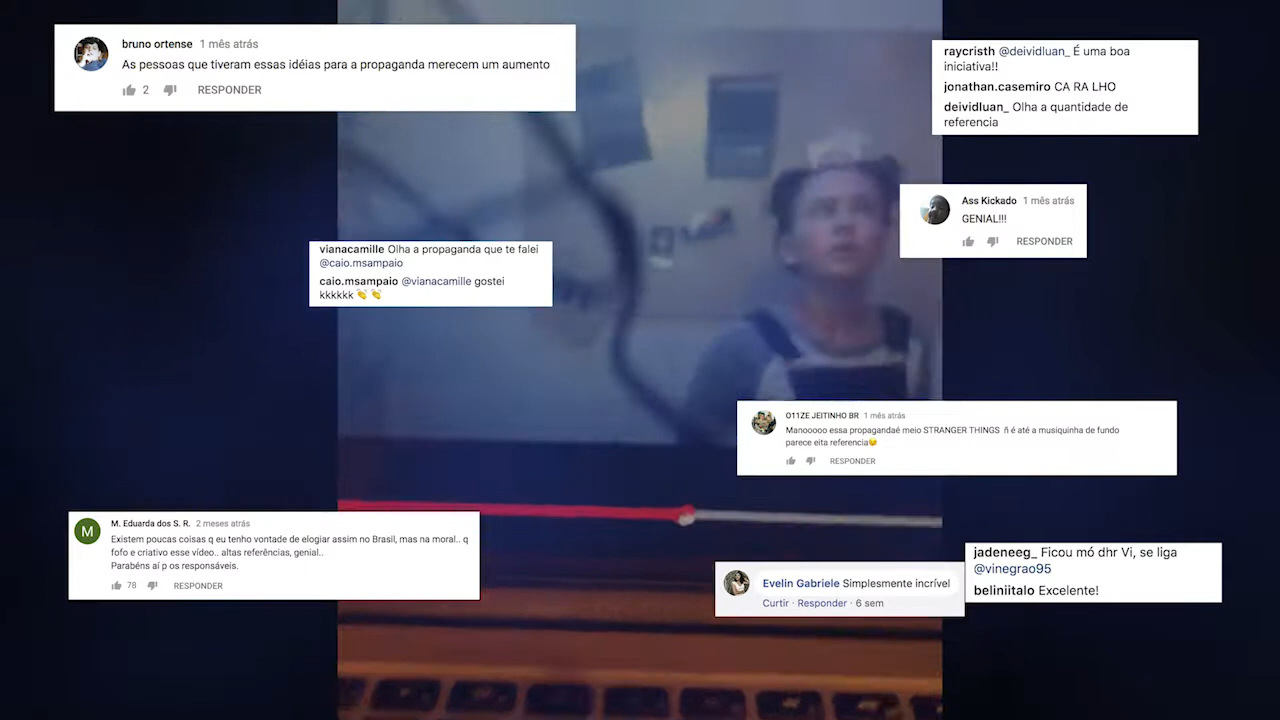 bruno ortense 1 mês atrás
As pessoas que tiveram essas idéias para a propaganda merecem um aumento
2 RESPONDER
raycristh @deividluan_ É uma boa
iniciativa!!
jonathan.casemiro CA RA LHO
deividluan_ Olha a quantidade de
referencia
Ass Kickado 1 mês atrás
GENIAL!!!
RESPONDER
vianacamille Olha a propaganda que te falei
@caio.msampaio
caio.msampaio @vianacamille gostei
kkkkkk 👏 👏
O11ZE JEITINHO BR 1 mês atrás
Manooooo essa propagandaé meio STRANGER THINGS ñ é até a musiquinha de fundo
parece eita referencia😉
RESPONDER
M
M. Eduarda dos S. R. 2 meses atrás
Existem poucas coisas q eu tenho vontade de elogiar assim no Brasil, mas na moral.. q
fofo e criativo esse vídeo.. altas referências, genial..
Parabéns aí p os responsáveis.
78 RESPONDER
Evelin Gabriele Simplesmente incrível
Curtir · Responder · 6 sem
jadeneeg_ Ficou mó dhr Vi, se liga
@vinegrao95
beliniitalo Excelente!